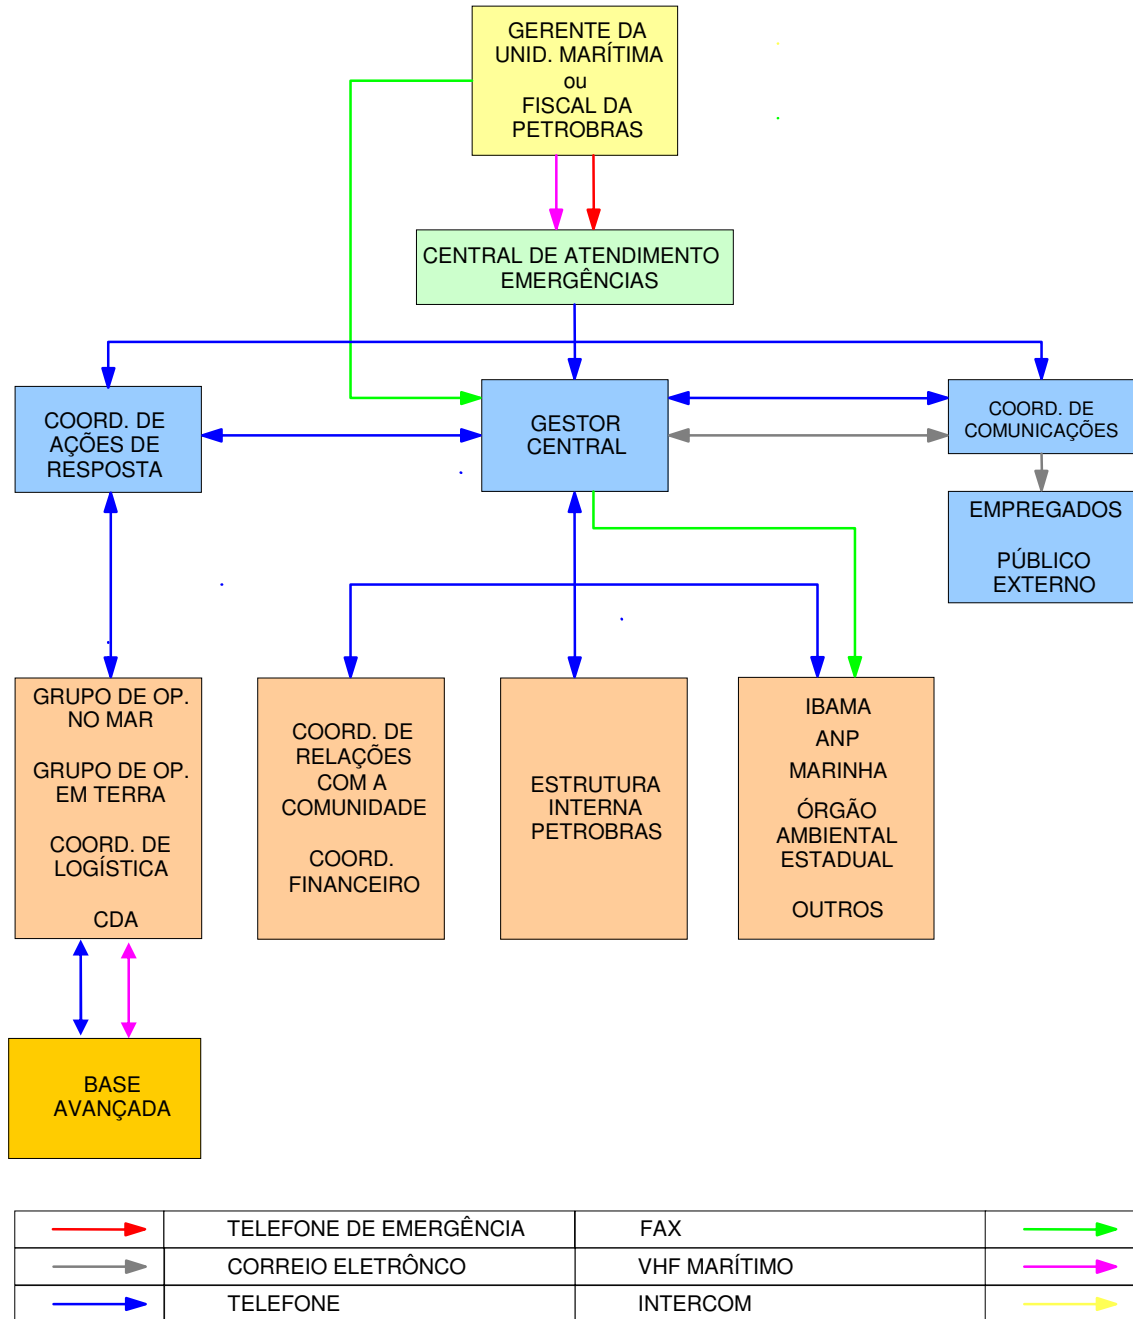 GERENTE DA
UNID. MARÍTIMA
ou
FISCAL DA
PETROBRAS
CENTRAL DE ATENDIMENTO
EMERGÊNCIAS
COORD. DE
AÇÕES DE
RESPOSTA
GESTOR
CENTRAL
COORD. DE
COMUNICAÇÕES
EMPREGADOS
PÚBLICO
EXTERNO
GRUPO DE OP.
NO MAR
GRUPO DE OP.
EM TERRA
COORD. DE
LOGÍSTICA
CDA
COORD. DE
RELAÇÕES
COM A
COMUNIDADE
COORD.
FINANCEIRO
ESTRUTURA
INTERNA
PETROBRAS
IBAMA
ANP
MARINHA
ÓRGÃO
AMBIENTAL
ESTADUAL
OUTROS
BASE
AVANÇADA
TELEFONE DE EMERGÊNCIA FAX
CORREIO ELETRÔNCO VHF MARÍTIMO
TELEFONE INTERCOM